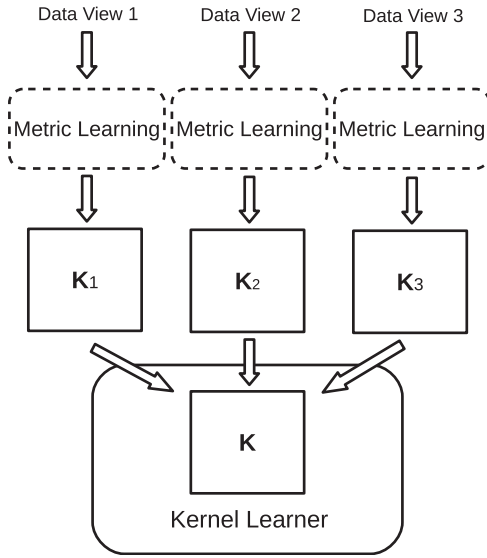 Data View 1 Data View 2 Data View 3
Metric Learning Metric Learning Metric Learning
K1 K2 K3
K
Kernel Learner